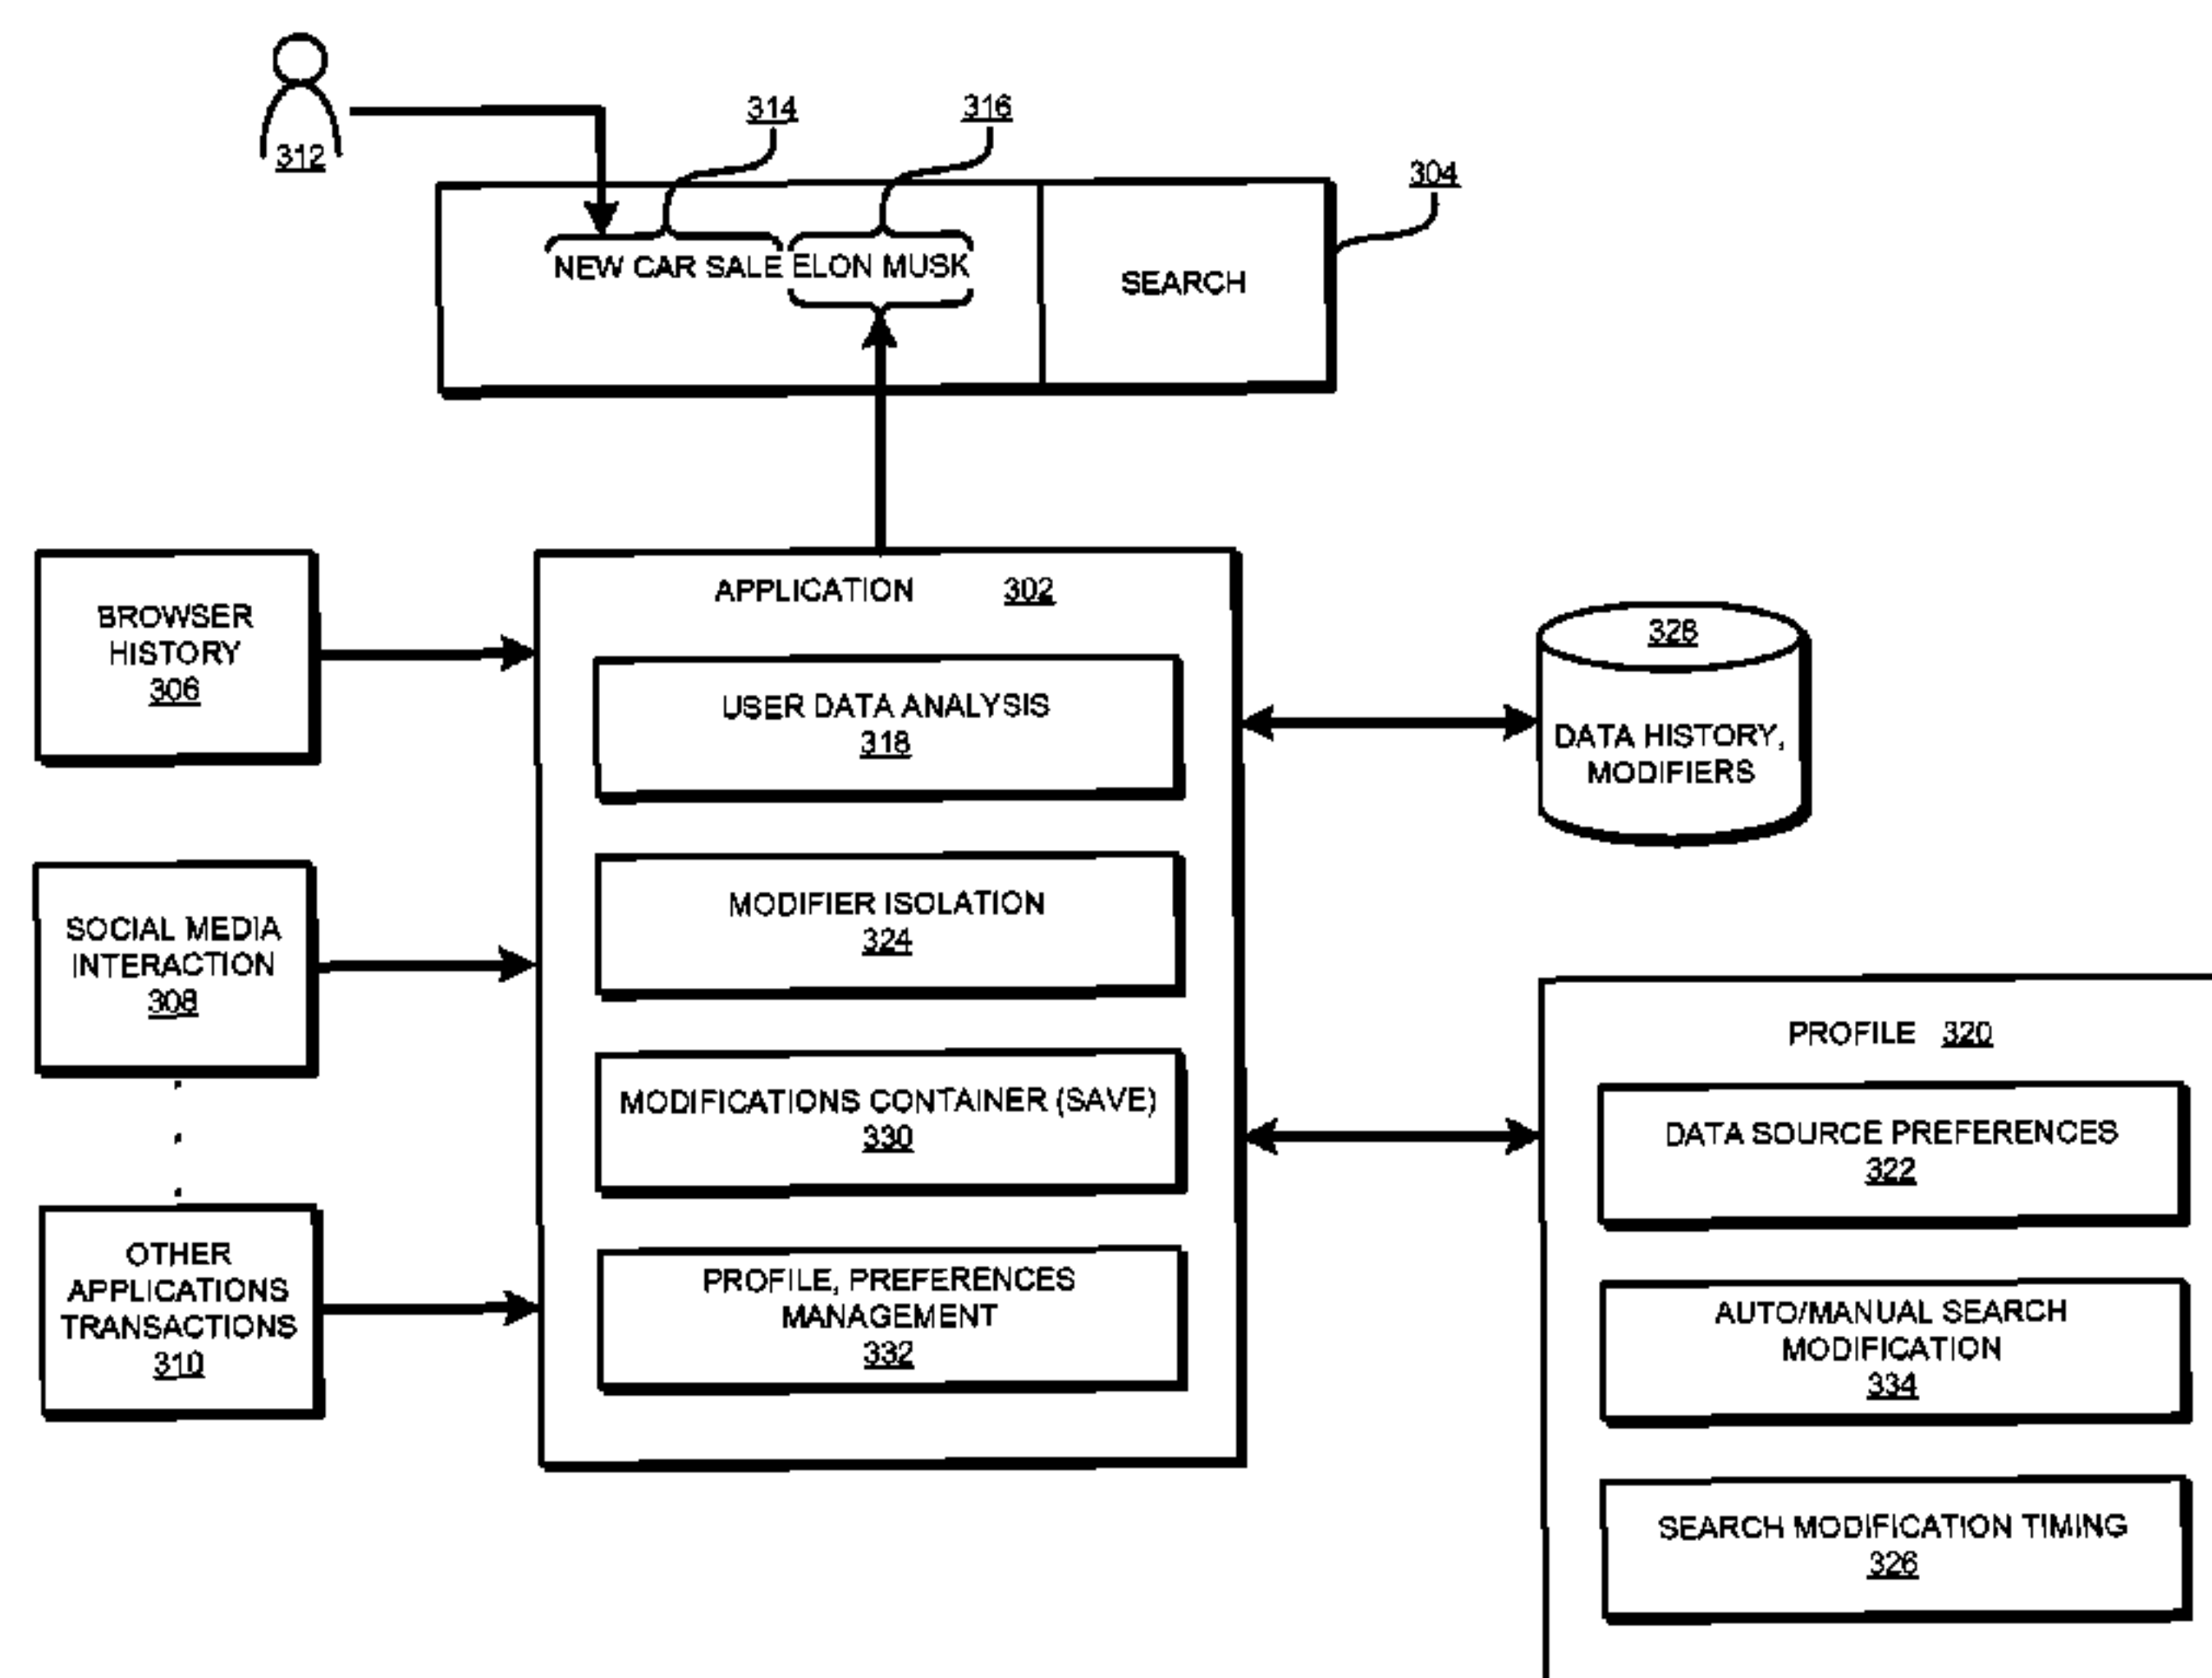 312
314
316
304
NEW CAR SALE ELON MUSK
SEARCH
BROWSER
HISTORY
306
SOCIAL MEDIA
INTERACTION
308
OTHER
APPLICATIONS
TRANSACTIONS
310
APPLICATION 302
USER DATA ANALYSIS
318
MODIFIER ISOLATION
324
MODIFICATIONS CONTAINER (SAVE)
330
PROFILE, PREFERENCES
MANAGEMENT
332
328
DATA HISTORY,
MODIFIERS
PROFILE 320
DATA SOURCE PREFERENCES
322
AUTO/MANUAL SEARCH
MODIFICATION
334
SEARCH MODIFICATION TIMING
326